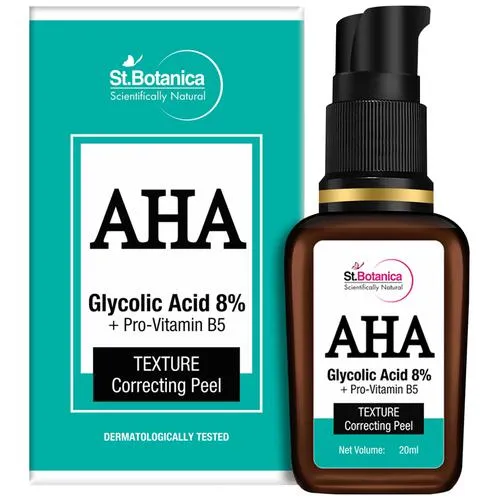 St.Botanica
Scientifically Natural
AHA
Glycolic Acid 8%
+ Pro-Vitamin B5
TEXTURE
Correcting Peel
DERMATOLOGICALLY TESTED
St.Botanica
Scientifically Natural
AHA
Glycolic Acid 8%
+ Pro-Vitamin B5
TEXTURE
Correcting Peel
Net Volume: 20ml